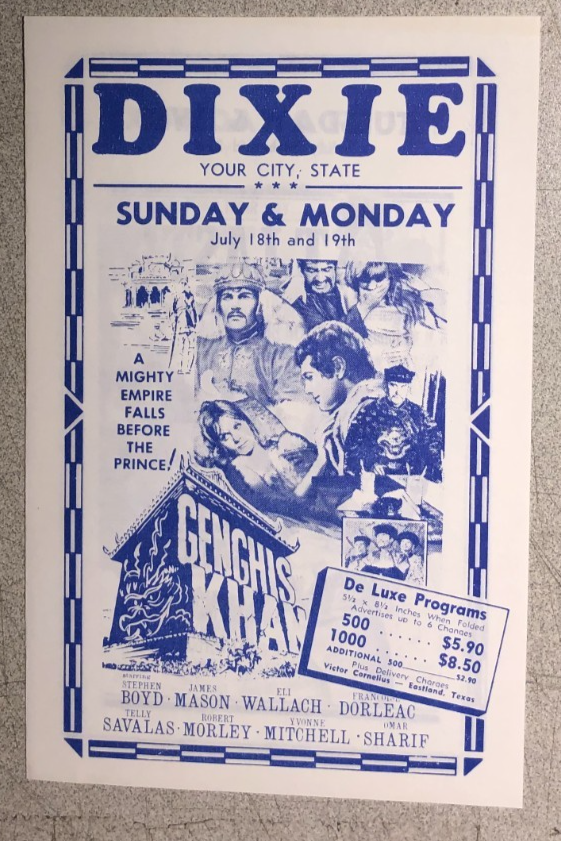 DIXIE
YOUR CITY, STATE
★ ★ ★
SUNDAY & MONDAY
July 18th and 19th
A
MIGHTY
EMPIRE
FALLS
BEFORE
THE
PRINCE!
GENGHIS
KHAN
De Luxe Programs
5½ x 8½ Inches When Folded
Advertises up to 6 Changes
500 . . . . . . $5.90
1000 . . . . . . $8.50
ADDITIONAL 500 $2.90
Plus Delivery Charges
Victor Cornelius — Eastland, Texas
starring
STEPHEN BOYD · JAMES MASON · ELI WALLACH · FRANCOISE DORLEAC
TELLY SAVALAS · ROBERT MORLEY · YVONNE MITCHELL · OMAR SHARIF